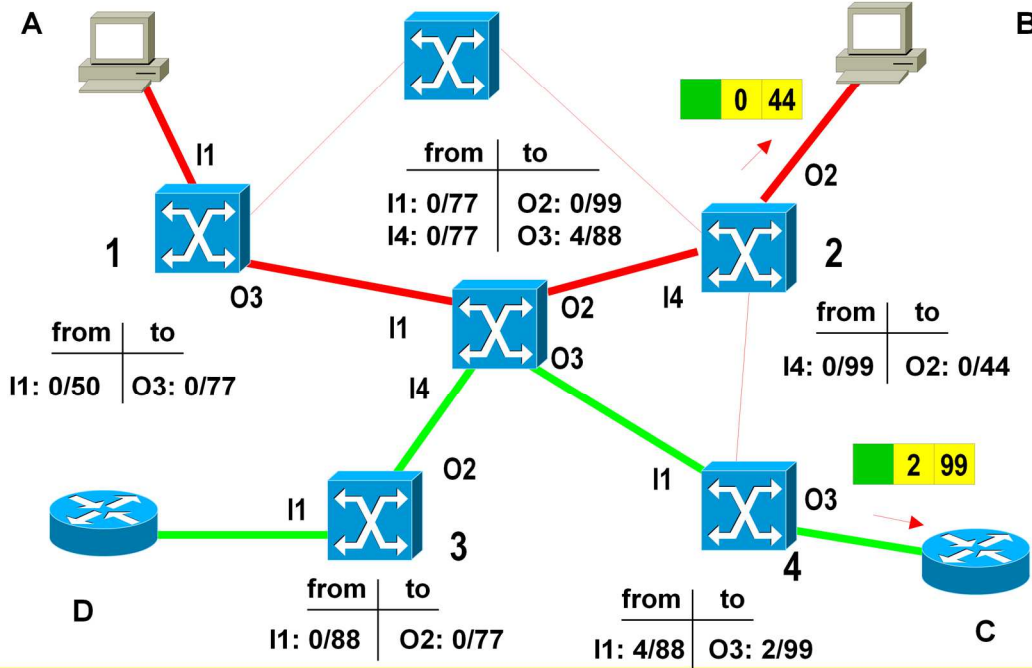 A
B
0 44
I1
from to
I1: 0/77 O2: 0/99
I4: 0/77 O3: 4/88
O2
1
2
O3
I1
O2
I4
O3
from to
I1: 0/50 O3: 0/77
from to
I4: 0/99 O2: 0/44
I4
O2
I1
2 99
O3
I1
3
4
D
from to
I1: 0/88 O2: 0/77
from to
I1: 4/88 O3: 2/99
C